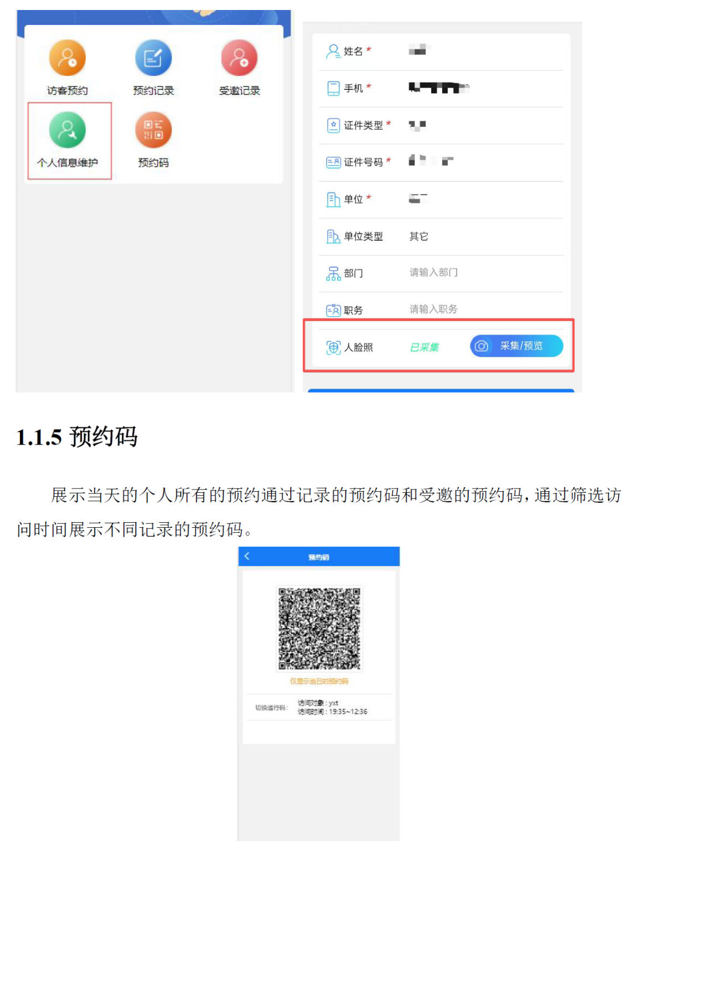 访客预约 预约记录 受邀记录
个人信息维护 预约码
姓名 *
手机 *
证件类型 *
证件号码 *
单位 *
单位类型 其它
部门 请输入部门
职务 请输入职务
人脸照 已采集 采集/预览
1.1.5 预约码
展示当天的个人所有的预约通过记录的预约码和受邀的预约码，通过筛选访
问时间展示不同记录的预约码。
预约码
仅显示当日的预约码
切换通行码：
访问对象 : yxt
访问时间 : 19:35~12:36